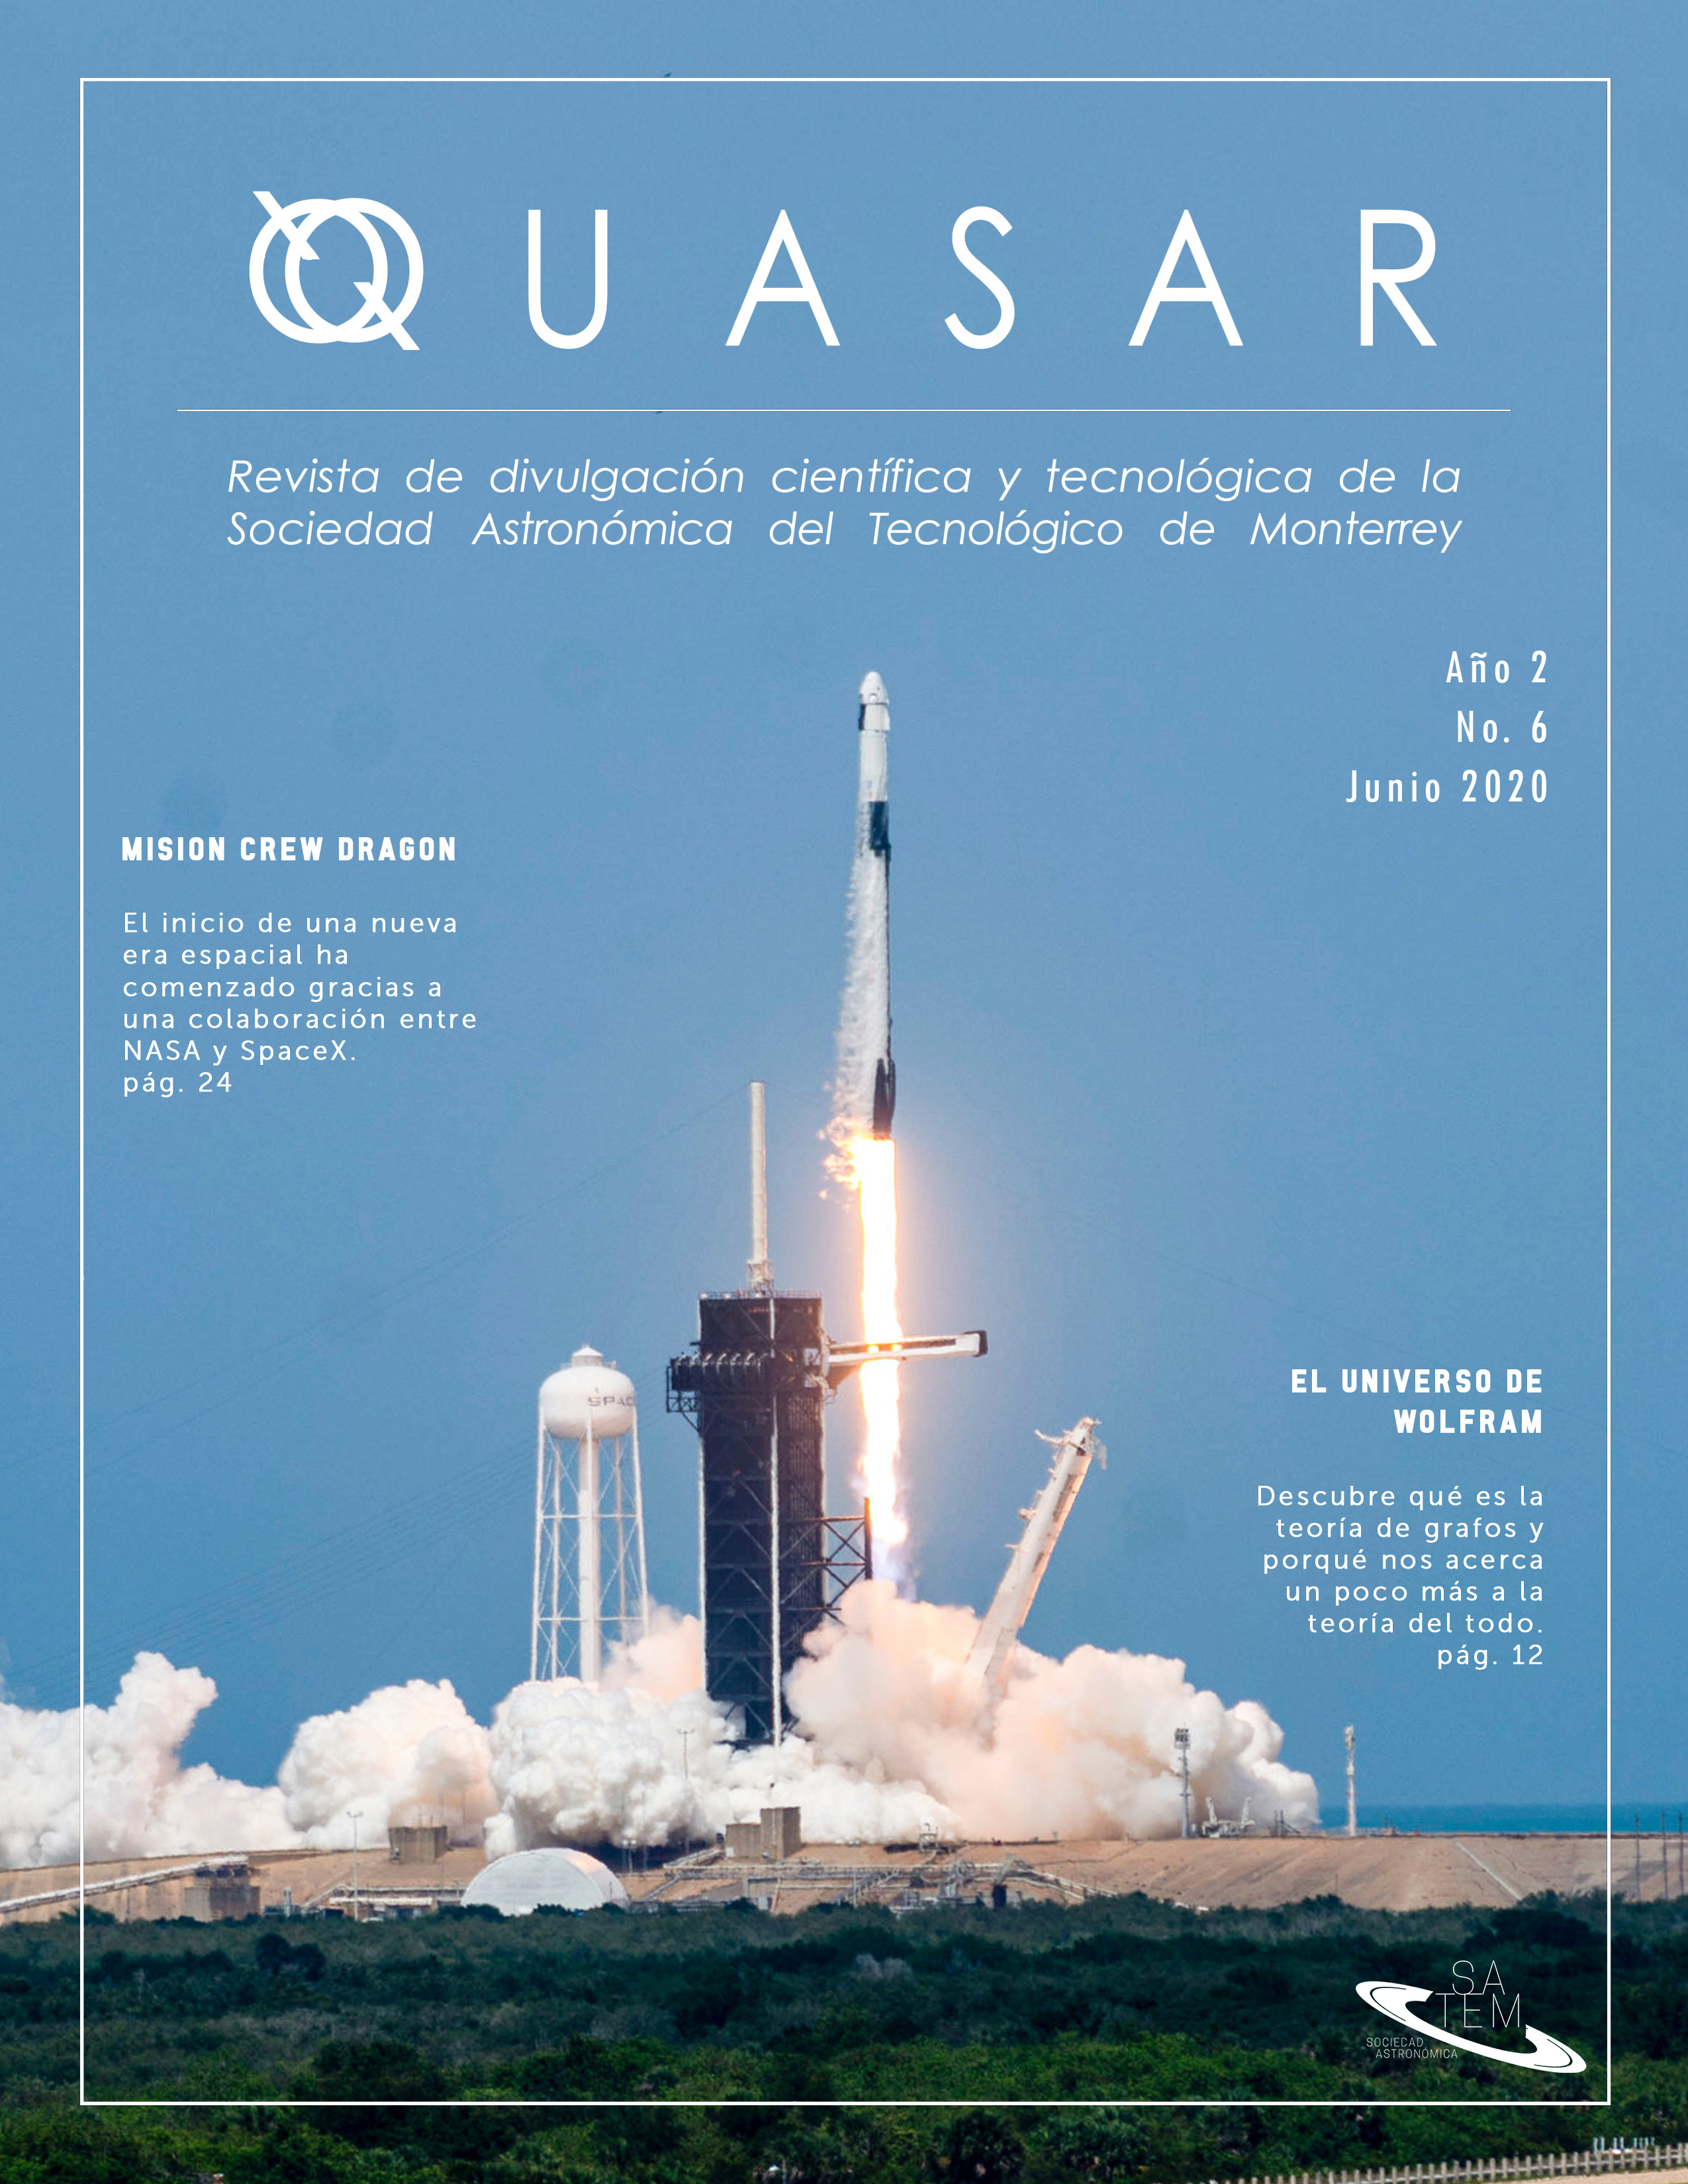 QUASAR
Revista de divulgación científica y tecnológica de la
Sociedad Astronómica del Tecnológico de Monterrey
Año 2
No. 6
Junio 2020
MISION CREW DRAGON
El inicio de una nueva
era espacial ha
comenzado gracias a
una colaboración entre
NASA y SpaceX.
pág. 24
SPAC
EL UNIVERSO DE
WOLFRAM
Descubre qué es la
teoría de grafos y
porqué nos acerca
un poco más a la
teoría del todo.
pág. 12
SA
TEM
SOCIEDAD
ASTRONÓMICA